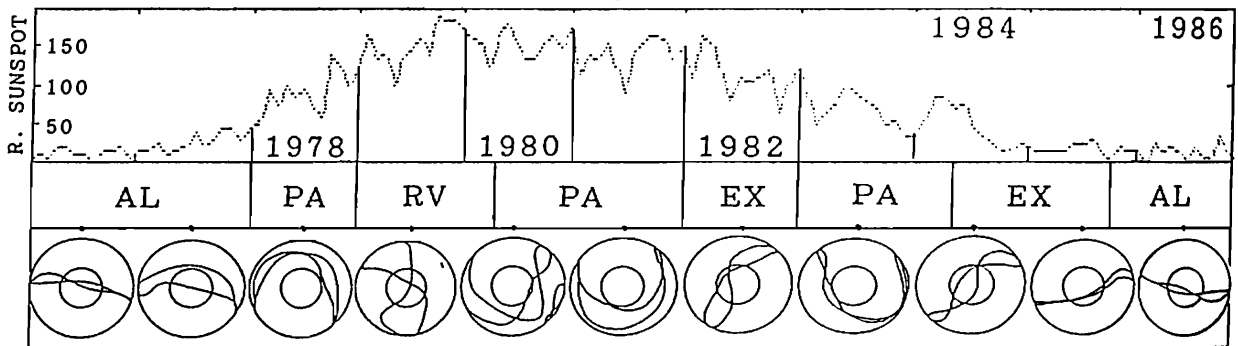 1984 1986
R. SUNSPOT
150
100
50
1978 1980 1982
AL PA RV PA EX PA EX AL